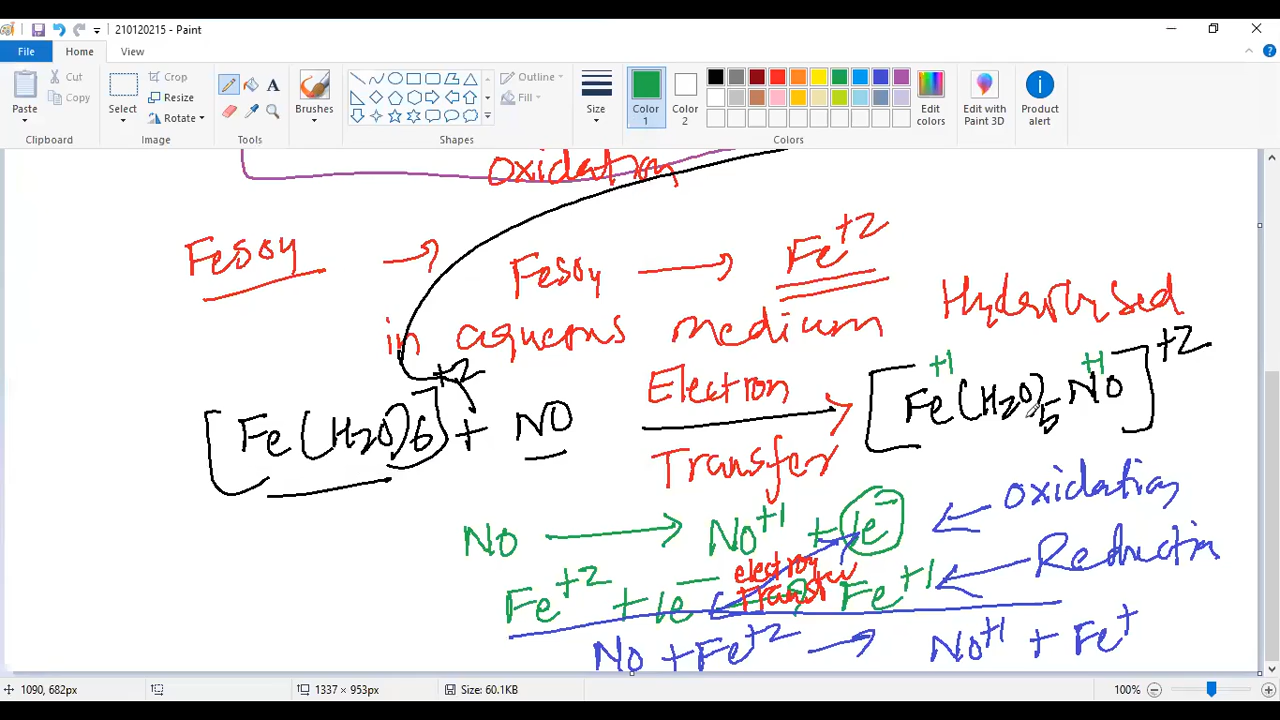 210120215 - Paint
File Home View
Paste Cut Copy Select Crop Resize Rotate Brushes Outline Fill Size Color 1 Color 2 Edit colors Edit with Paint 3D Product alert
Clipboard Image Tools Shapes Colors
oxidation
FeSO4 → FeSO4 → Fe+2
in aqueous medium Hydrolysed
[Fe(H2O)6]+2 + NO Electron Transfer → [Fe+1(H2O)5 N+1O]+2
NO → NO+1 + 1e- ← oxidation
electron transfer
Fe+2 + 1e- → Fe+1 ← Reduction
NO + Fe+2 → NO+1 + Fe+
1090, 682px 1337 × 953px Size: 60.1KB 100%